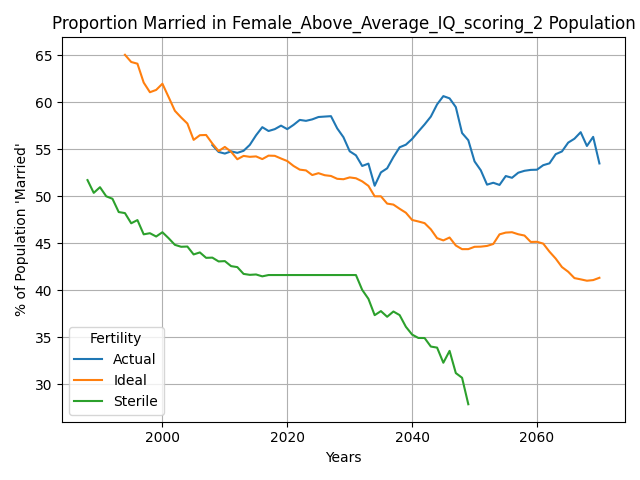 Proportion Married in Female_Above_Average_IQ_scoring_2 Population
% of Population 'Married'
65
60
55
50
45
40
35
30
Fertility
Actual
Ideal
Sterile
2000 2020 2040 2060
Years